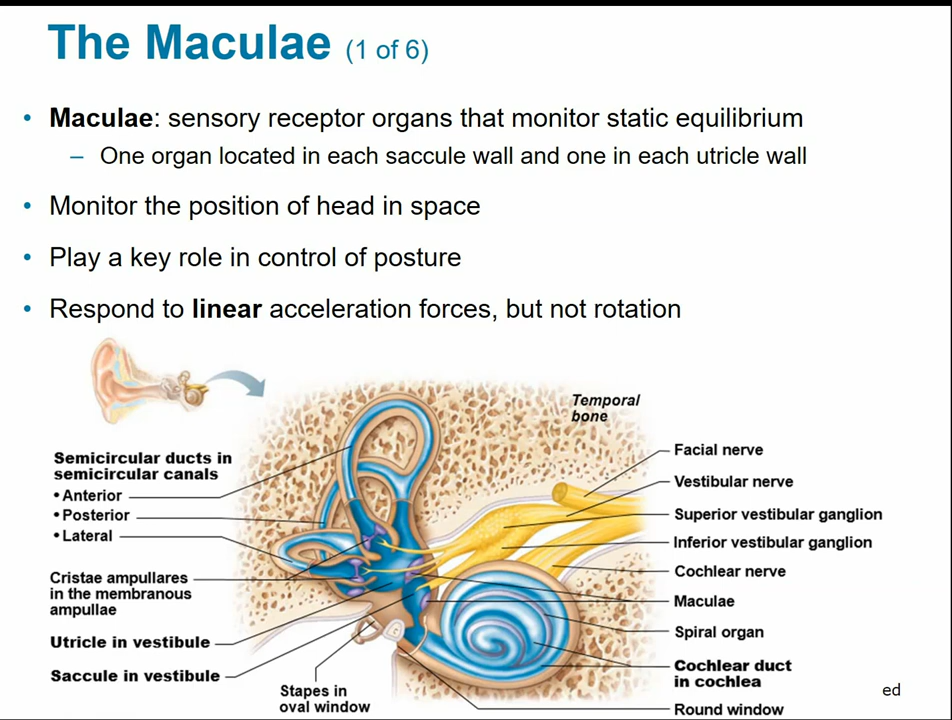 The Maculae (1 of 6)
• Maculae: sensory receptor organs that monitor static equilibrium
– One organ located in each saccule wall and one in each utricle wall
• Monitor the position of head in space
• Play a key role in control of posture
• Respond to linear acceleration forces, but not rotation
Temporal
bone
Semicircular ducts in
semicircular canals
• Anterior
• Posterior
• Lateral
Cristae ampullares
in the membranous
ampullae
Utricle in vestibule
Saccule in vestibule
Stapes in
oval window
Facial nerve
Vestibular nerve
Superior vestibular ganglion
Inferior vestibular ganglion
Cochlear nerve
Maculae
Spiral organ
Cochlear duct
in cochlea
Round window
ed